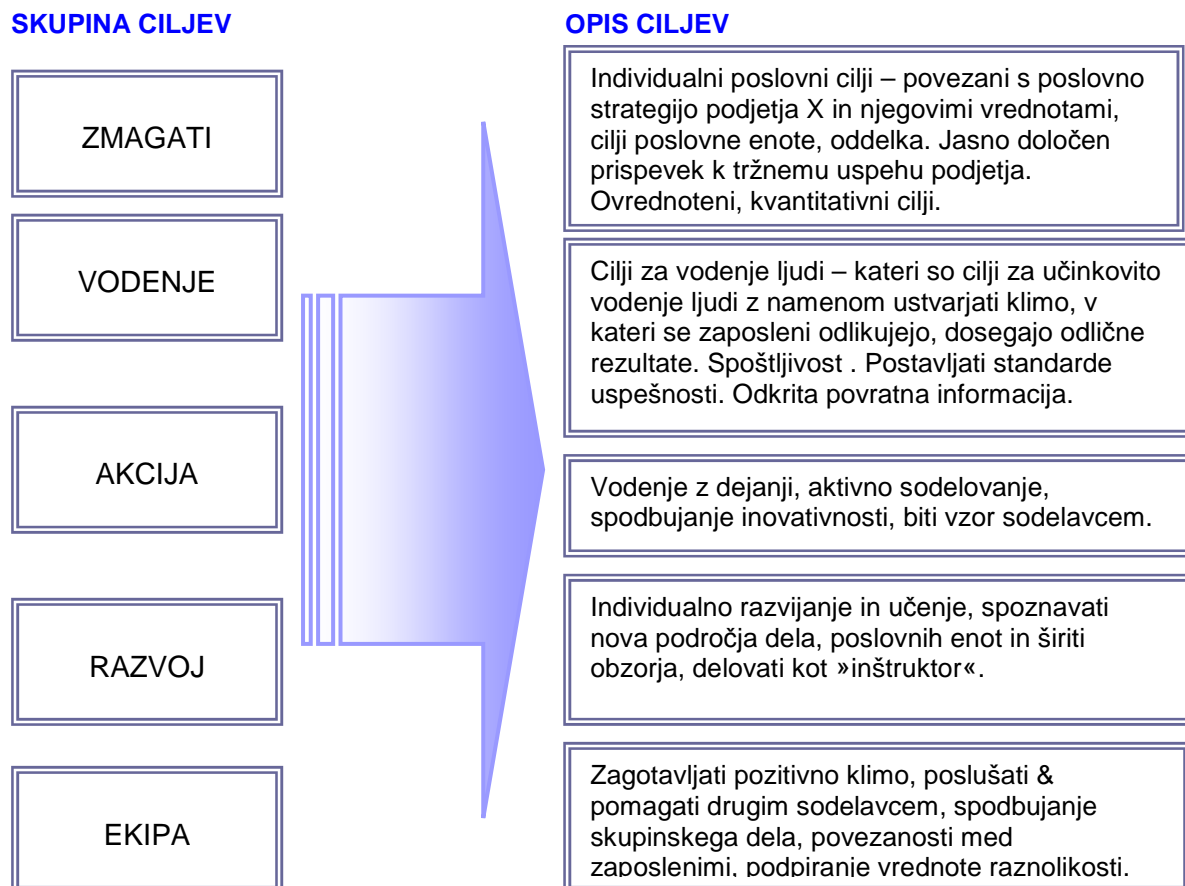 SKUPINA CILJEV
OPIS CILJEV
ZMAGATI
Individualni poslovni cilji – povezani s poslovno
strategijo podjetja X in njegovimi vrednotami,
cilji poslovne enote, oddelka. Jasno določen
prispevek k tržnemu uspehu podjetja.
Ovrednoteni, kvantitativni cilji.
VODENJE
Cilji za vodenje ljudi – kateri so cilji za učinkovito
vodenje ljudi z namenom ustvarjati klimo, v
kateri se zaposleni odlikujejo, dosegajo odlične
rezultate. Spoštljivost . Postavljati standarde
uspešnosti. Odkrita povratna informacija.
AKCIJA
Vodenje z dejanji, aktivno sodelovanje,
spodbujanje inovativnosti, biti vzor sodelavcem.
RAZVOJ
Individualno razvijanje in učenje, spoznavati
nova področja dela, poslovnih enot in širiti
obzorja, delovati kot »inštruktor«.
EKIPA
Zagotavljati pozitivno klimo, poslušati &
pomagati drugim sodelavcem, spodbujanje
skupinskega dela, povezanosti med
zaposlenimi, podpiranje vrednote raznolikosti.